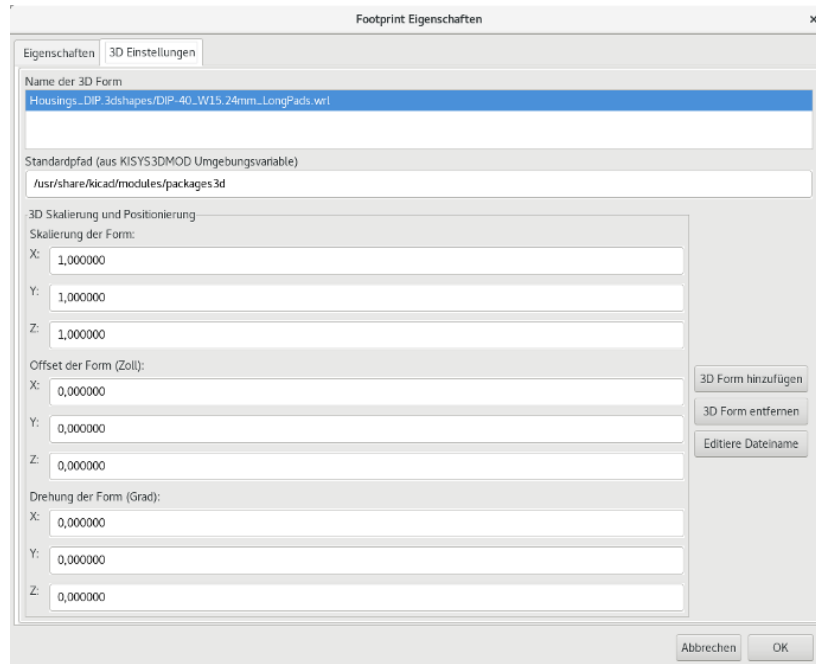 Footprint Eigenschaften
Eigenschaften 3D Einstellungen
Name der 3D Form
Housings_DIP.3dshapes/DIP-40_W15.24mm_LongPads.wrl
Standardpfad (aus KISYS3DMOD Umgebungsvariable)
/usr/share/kicad/modules/packages3d
3D Skalierung und Positionierung
Skalierung der Form:
X: 1,000000
Y: 1,000000
Z: 1,000000
Offset der Form (Zoll):
X: 0,000000
Y: 0,000000
Z: 0,000000
Drehung der Form (Grad):
X: 0,000000
Y: 0,000000
Z: 0,000000
3D Form hinzufügen
3D Form entfernen
Editiere Dateiname
Abbrechen OK